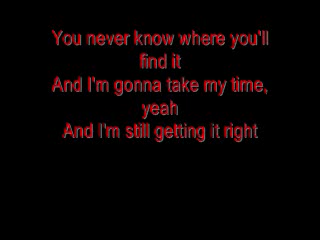 You never know where you'll
find it
And I'm gonna take my time,
yeah
And I'm still getting it right